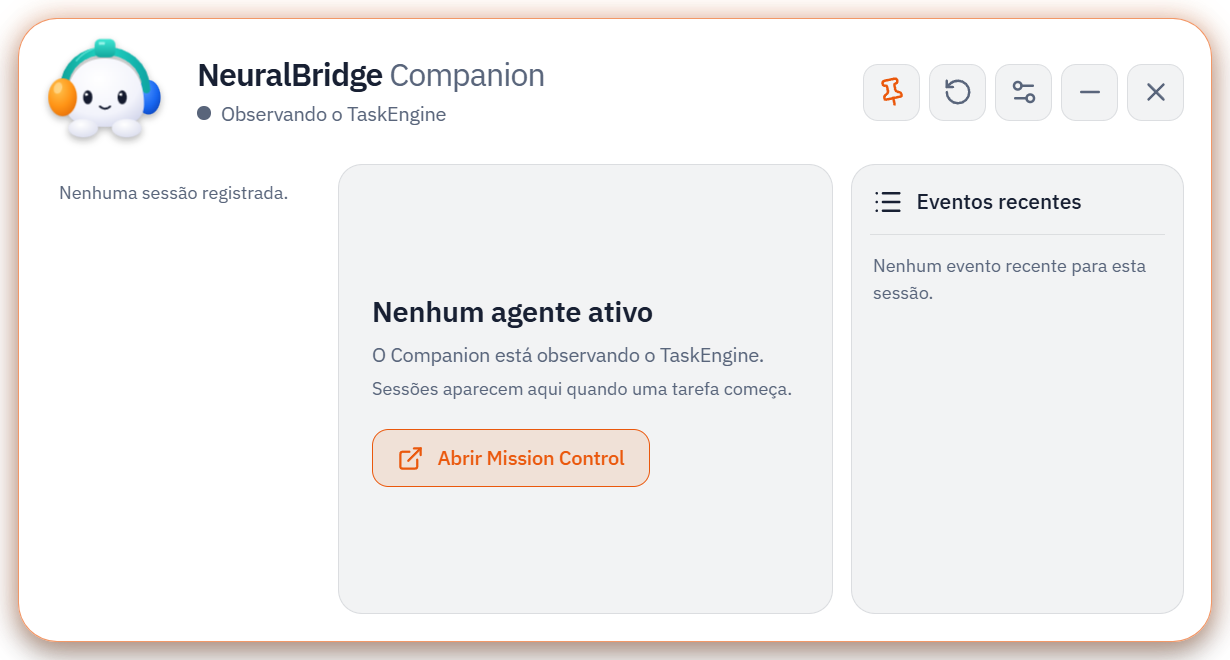 NeuralBridge Companion
Observando o TaskEngine
Nenhuma sessão registrada.
Nenhum agente ativo
O Companion está observando o TaskEngine.
Sessões aparecem aqui quando uma tarefa começa.
Abrir Mission Control
Eventos recentes
Nenhum evento recente para esta
sessão.